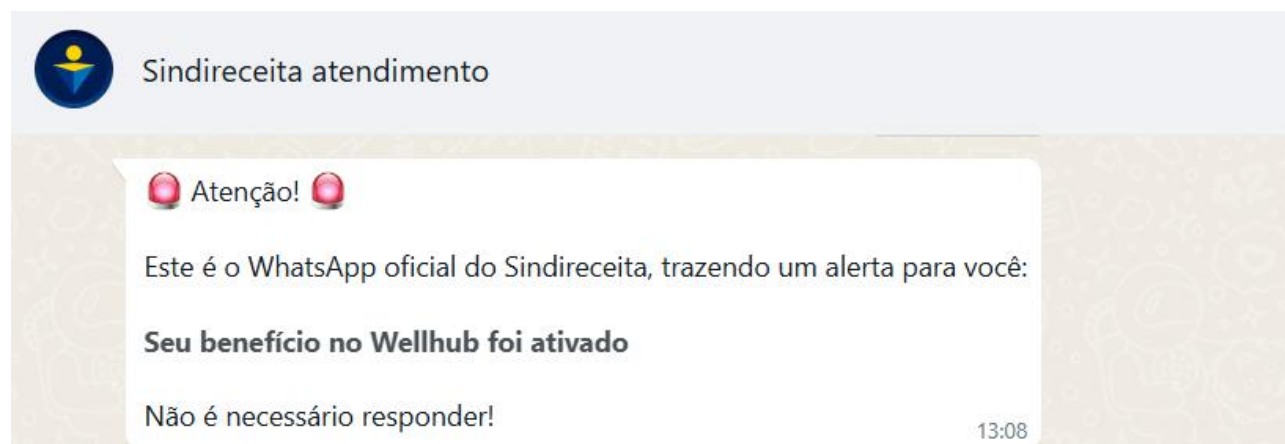 Sindireceita atendimento
🚨 Atenção! 🚨
Este é o WhatsApp oficial do Sindireceita, trazendo um alerta para você:
Seu benefício no Wellhub foi ativado
Não é necessário responder!
13:08